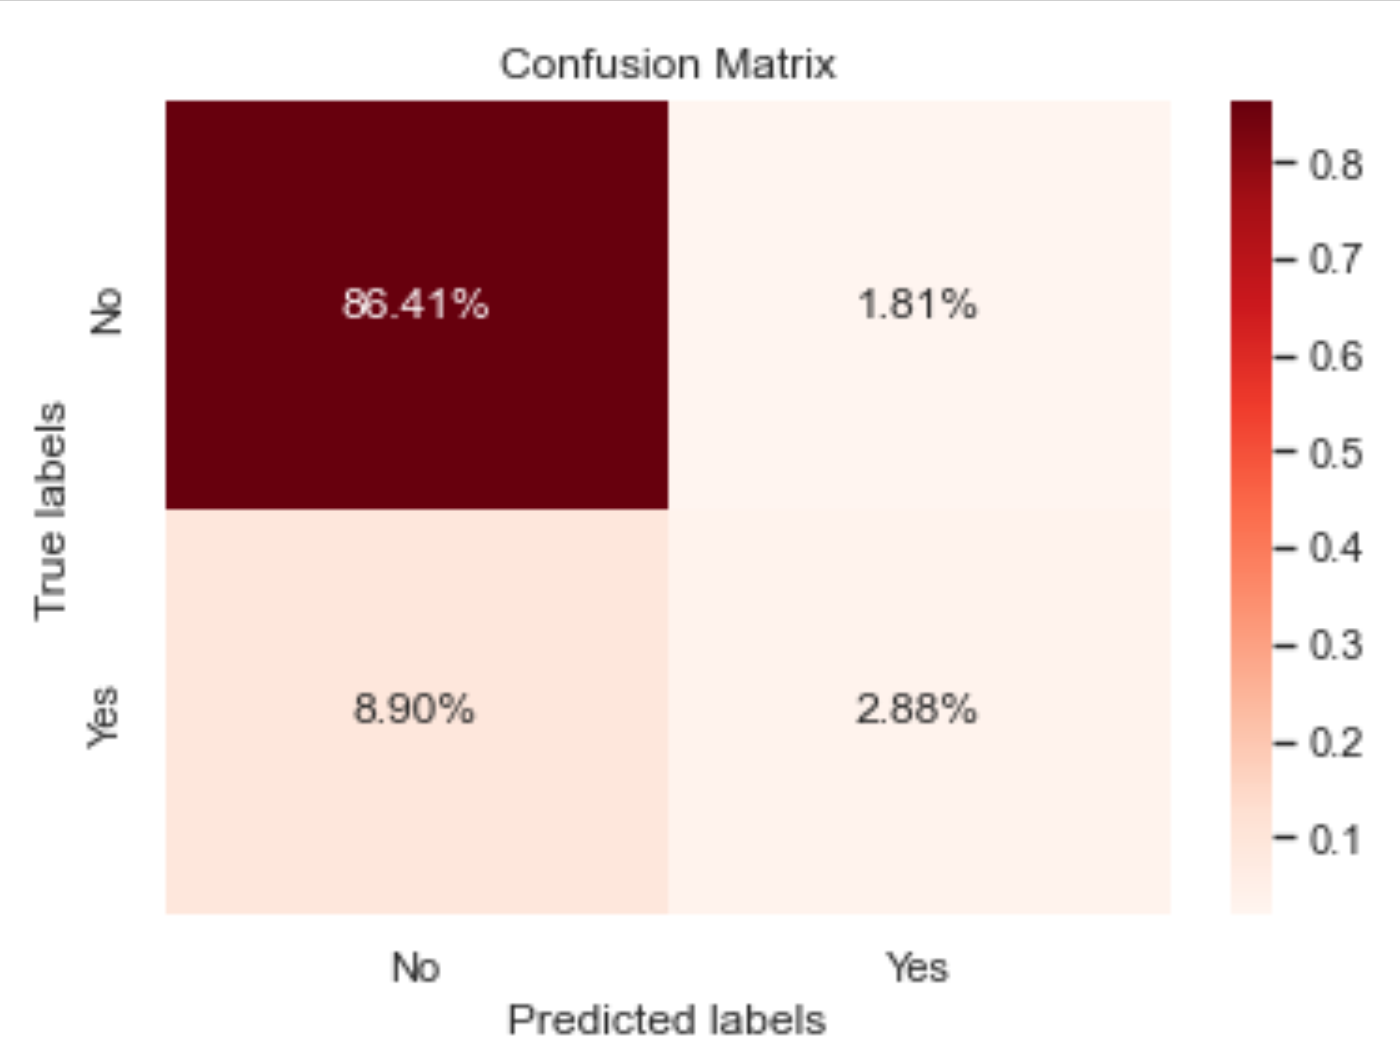 Confusion Matrix
True labels
No
86.41%
1.81%
Yes
8.90%
2.88%
No
Yes
Predicted labels
0.8
0.7
0.6
0.5
0.4
0.3
0.2
0.1